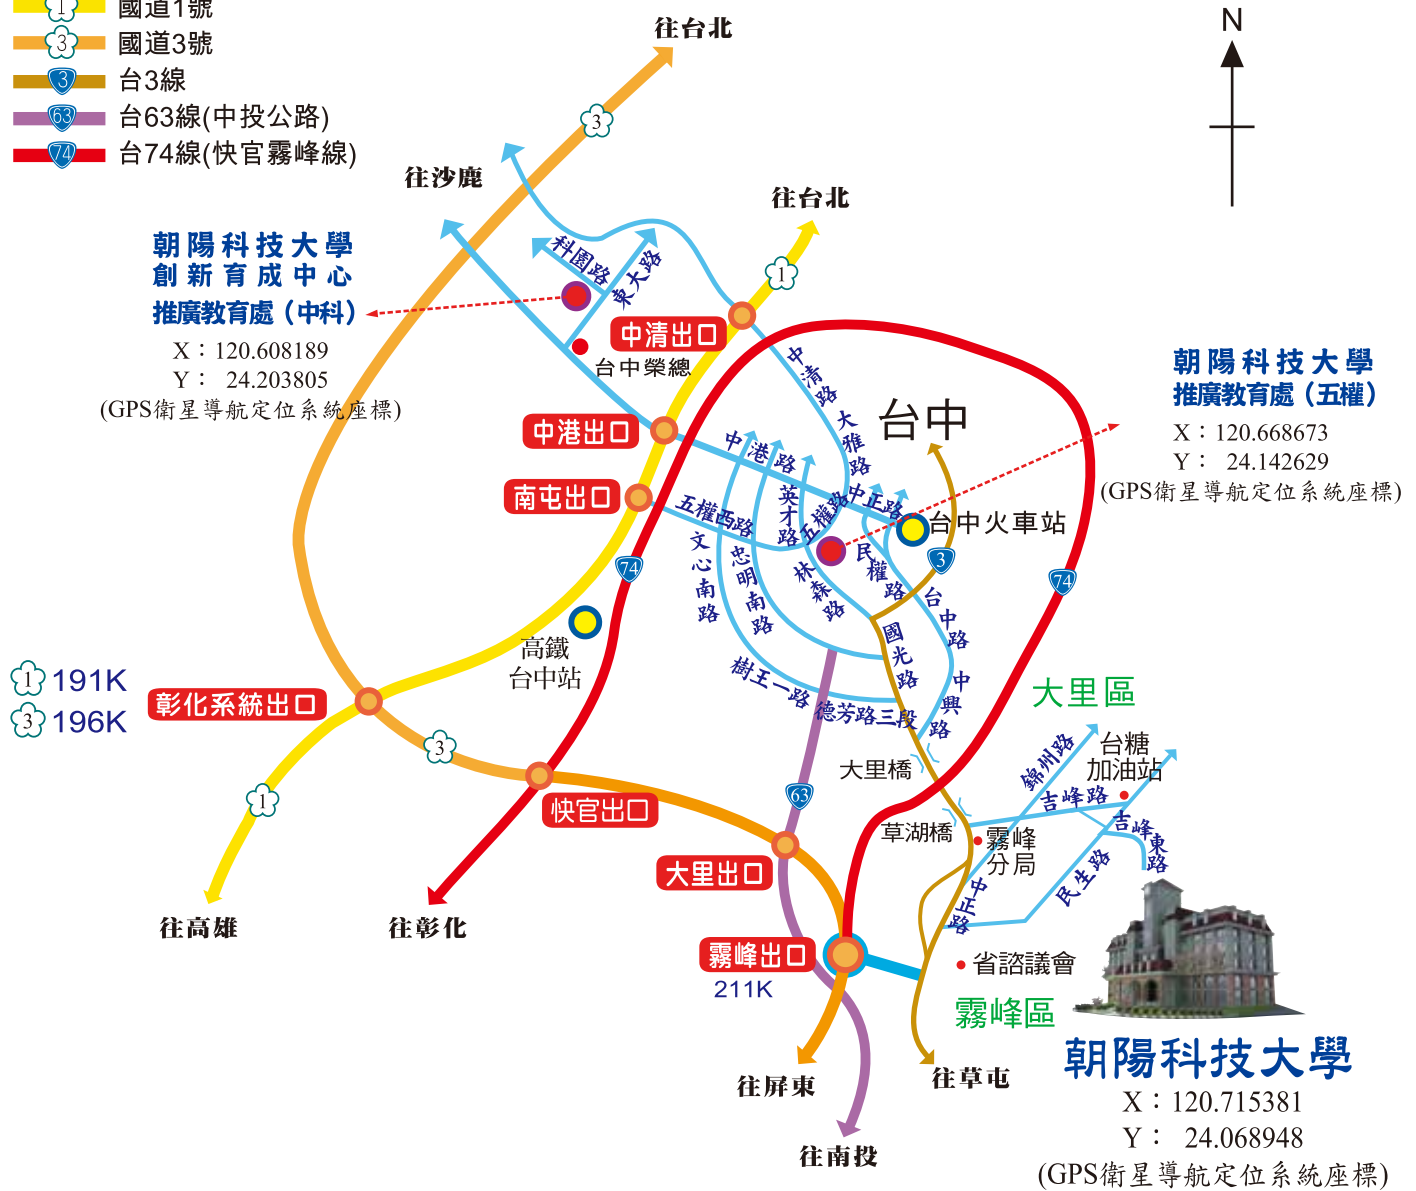 1
國道1號
3
國道3號
3
台3線
63
台63線(中投公路)
74
台74線(快官霧峰線)
N
往台北
3
往沙鹿
往台北
1
朝陽科技大學
創新育成中心
推廣教育處（中科）
X：120.608189
Y： 24.203805
(GPS衛星導航定位系統座標)
科園路
東大路
中清出口
台中榮總
中港出口
南屯出口
朝陽科技大學
推廣教育處（五權）
X：120.668673
Y： 24.142629
(GPS衛星導航定位系統座標)
台中
中清路
大雅路
中港路
英才路
五權路
中正路
台中火車站
五權西路
文心南路
忠明南路
林森路
民權路
3
74
74
台中路
國光路
高鐵
台中站
樹王一路
德芳路三段
中興路
1 191K
3 196K
彰化系統出口
3
1
快官出口
63
大里橋
大里區
錦州路
台糖
加油站
吉峰路
吉峰東路
草湖橋
霧峰
分局
民生路
中正路
大里出口
往高雄
往彰化
霧峰出口
211K
省諮議會
霧峰區
往屏東
往草屯
往南投
朝陽科技大學
X：120.715381
Y： 24.068948
(GPS衛星導航定位系統座標)